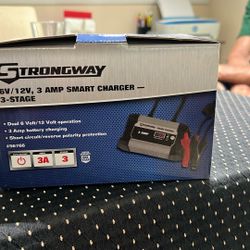 STRONGWAY
6V/12V, 3 AMP SMART CHARGER —
3-STAGE
• Dual 6 Volt/12 Volt operation
• 3 Amp battery charging
• Short circuit/reverse polarity protection
3A
3